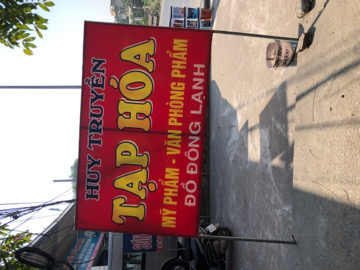 HUY TRUYỀN
TẠP HÓA
MỸ PHẨM - VĂN PHÒNG PHẨM
ĐỒ ĐÔNG LẠNH